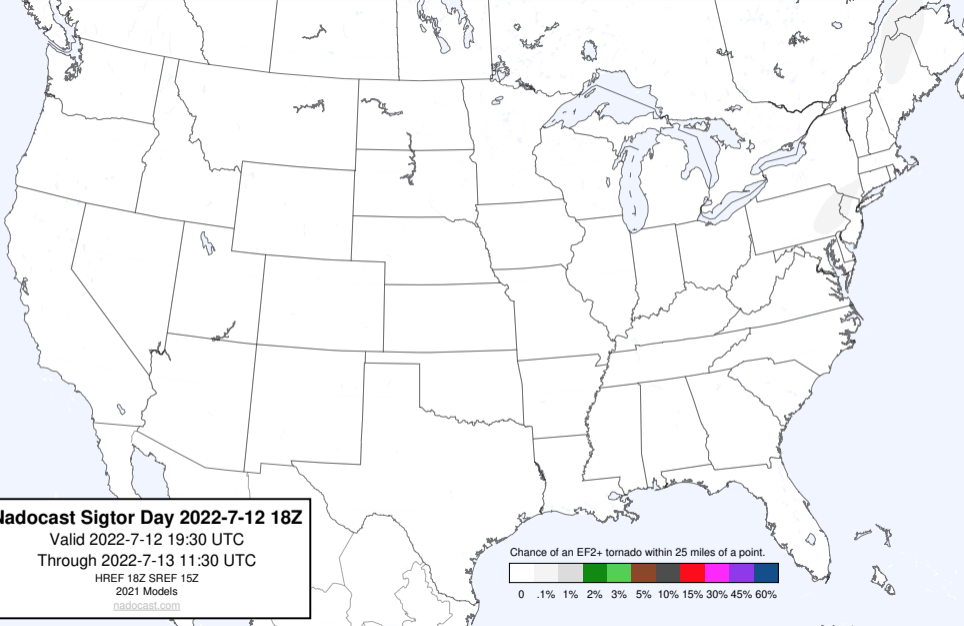 Nadocast Sigtor Day 2022-7-12 18Z
Valid 2022-7-12 19:30 UTC
Through 2022-7-13 11:30 UTC
HREF 18Z SREF 15Z
2021 Models
nadocast.com
Chance of an EF2+ tornado within 25 miles of a point.
0 .1% 1% 2% 3% 5% 10% 15% 30% 45% 60%